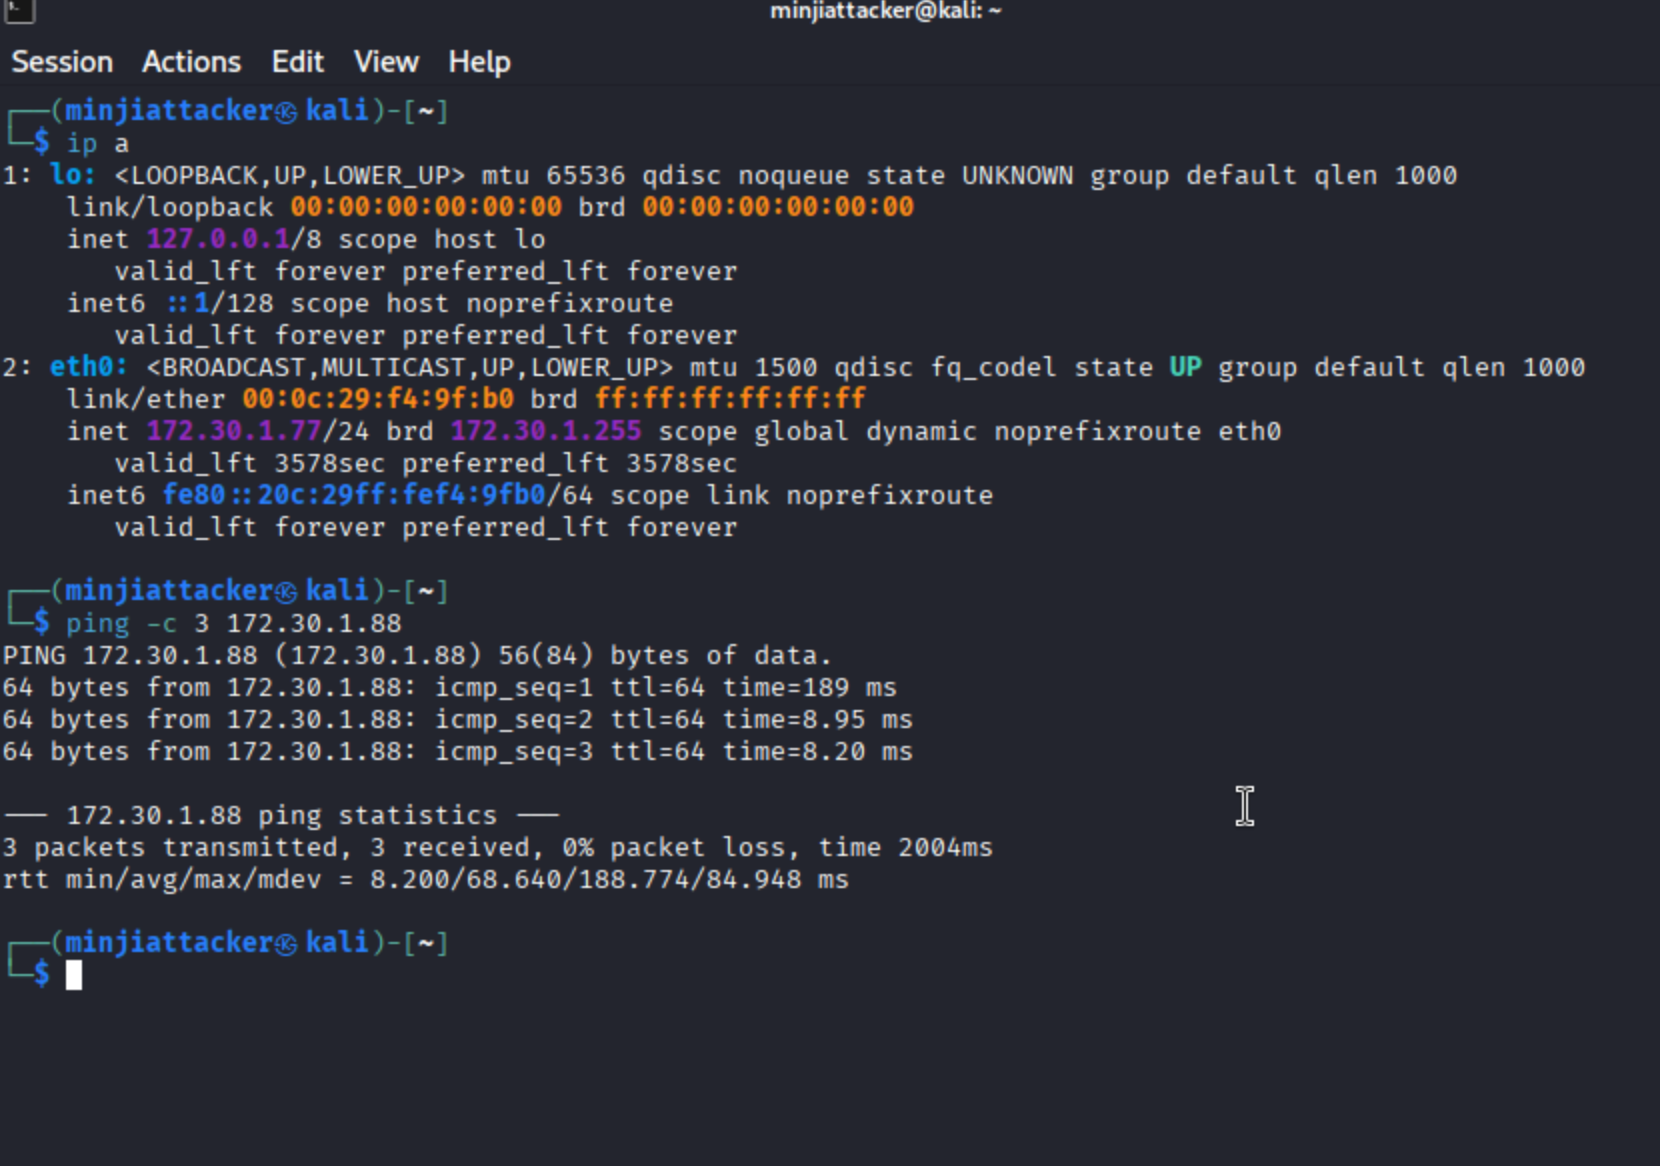 minjiattacker@kali: ~
Session Actions Edit View Help
┌──(minjiattacker㉿kali)-[~]
└─$ ip a
1: lo: <LOOPBACK,UP,LOWER_UP> mtu 65536 qdisc noqueue state UNKNOWN group default qlen 1000
    link/loopback 00:00:00:00:00:00 brd 00:00:00:00:00:00
    inet 127.0.0.1/8 scope host lo
       valid_lft forever preferred_lft forever
    inet6 ::1/128 scope host noprefixroute
       valid_lft forever preferred_lft forever
2: eth0: <BROADCAST,MULTICAST,UP,LOWER_UP> mtu 1500 qdisc fq_codel state UP group default qlen 1000
    link/ether 00:0c:29:f4:9f:b0 brd ff:ff:ff:ff:ff:ff
    inet 172.30.1.77/24 brd 172.30.1.255 scope global dynamic noprefixroute eth0
       valid_lft 3578sec preferred_lft 3578sec
    inet6 fe80::20c:29ff:fef4:9fb0/64 scope link noprefixroute
       valid_lft forever preferred_lft forever
┌──(minjiattacker㉿kali)-[~]
└─$ ping -c 3 172.30.1.88
PING 172.30.1.88 (172.30.1.88) 56(84) bytes of data.
64 bytes from 172.30.1.88: icmp_seq=1 ttl=64 time=189 ms
64 bytes from 172.30.1.88: icmp_seq=2 ttl=64 time=8.95 ms
64 bytes from 172.30.1.88: icmp_seq=3 ttl=64 time=8.20 ms
--- 172.30.1.88 ping statistics ---
3 packets transmitted, 3 received, 0% packet loss, time 2004ms
rtt min/avg/max/mdev = 8.200/68.640/188.774/84.948 ms
┌──(minjiattacker㉿kali)-[~]
└─$